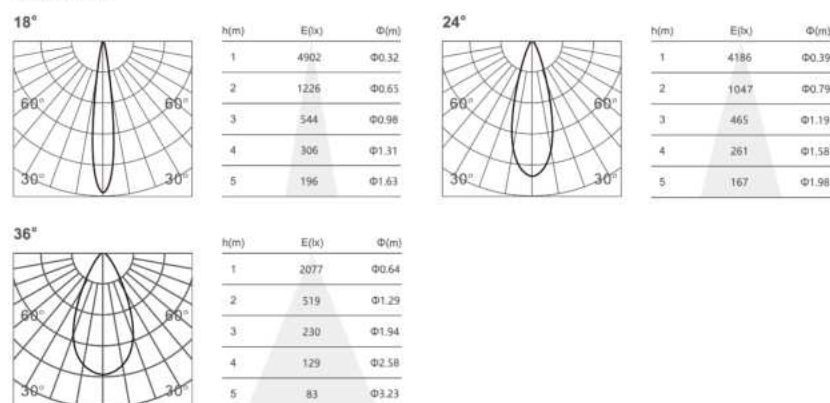 18°
60° 60°
30° 30°
h(m) E(lx) Φ(m)
1 4902 Φ0.32
2 1226 Φ0.65
3 544 Φ0.98
4 306 Φ1.31
5 196 Φ1.63
24°
60° 60°
30° 30°
h(m) E(lx) Φ(m)
1 4186 Φ0.39
2 1047 Φ0.79
3 465 Φ1.19
4 261 Φ1.58
5 167 Φ1.98
36°
60° 60°
30° 30°
h(m) E(lx) Φ(m)
1 2077 Φ0.64
2 519 Φ1.29
3 230 Φ1.94
4 129 Φ2.58
5 83 Φ3.23